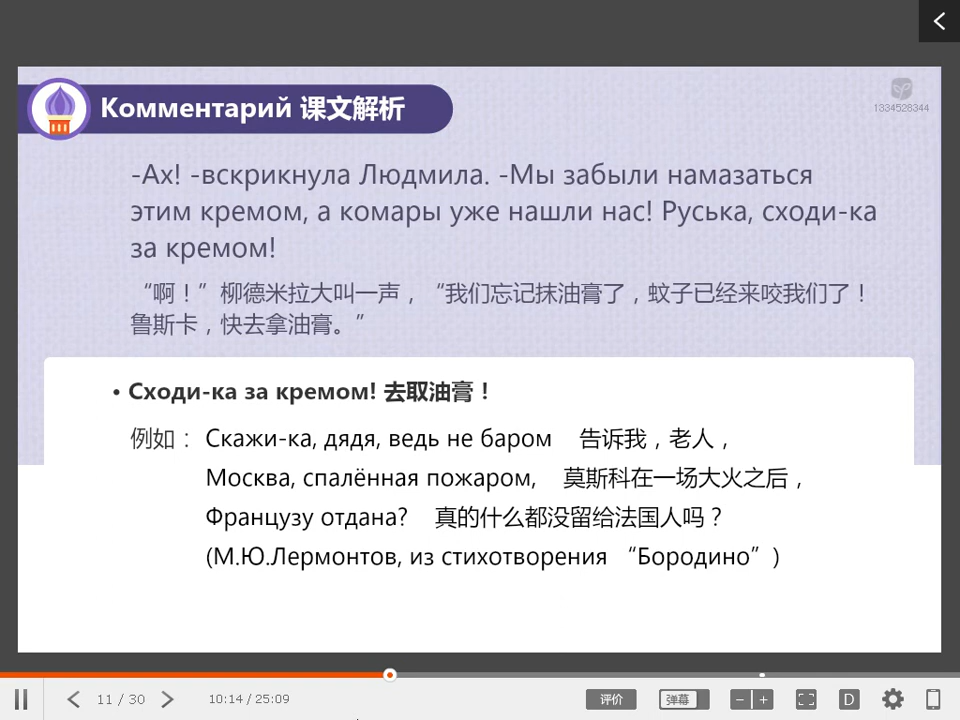 Комментарий 课文解析
1334528344
-Ах! -вскрикнула Людмила. -Мы забыли намазаться
этим кремом, а комары уже нашли нас! Руська, сходи-ка
за кремом!
“啊！”柳德米拉大叫一声，“我们忘记抹油膏了，蚊子已经来咬我们了！
鲁斯卡，快去拿油膏。”
• Сходи-ка за кремом! 去取油膏！
例如： Скажи-ка, дядя, ведь не баром 告诉我，老人，
Москва, спалённая пожаром, 莫斯科在一场大火之后，
Французу отдана? 真的什么都没留给法国人吗？
(М.Ю.Лермонтов, из стихотворения “Бородино”)
11 / 30 10:14 / 25:09 评价 弹幕 − + D